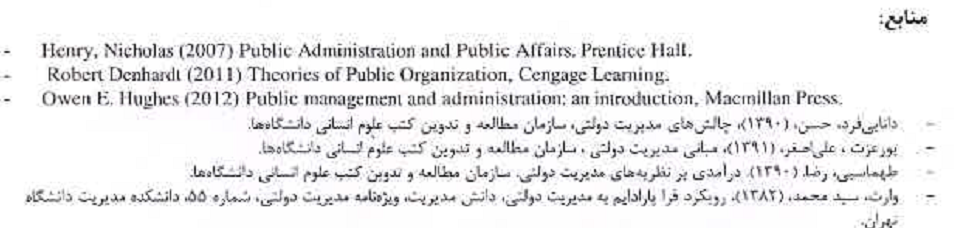 منابع:
- Henry, Nicholas (2007) Public Administration and Public Affairs. Prentice Hall.
- Robert Denhardt (2011) Theories of Public Organization, Cengage Learning.
- Owen E. Hughes (2012) Public management and administration: an introduction, Macmillan Press.
- دانایی‌فرد، حسن، (۱۳۹۰)، چالش‌های مدیریت دولتی، سازمان مطالعه و تدوین کتب علوم انسانی دانشگاه‌ها.
- پورعزت ، علی‌اصغر، (۱۳۹۱)، مبانی مدیریت دولتی ، سازمان مطالعه و تدوین کتب علوم انسانی دانشگاه‌ها.
- طهماسبی، رضا. (۱۳۹۰). درآمدی بر نظریه‌های مدیریت دولتی. سازمان مطالعه و تدوین کتب علوم انسانی دانشگاه‌ها.
- وارث، سید محمد، (۱۳۸۲)، رویکرد فرا پارادایم به مدیریت دولتی، دانش مدیریت، ویژه‌نامه مدیریت دولتی، شماره ۵۵، دانشکده مدیریت دانشگاه
تهران.